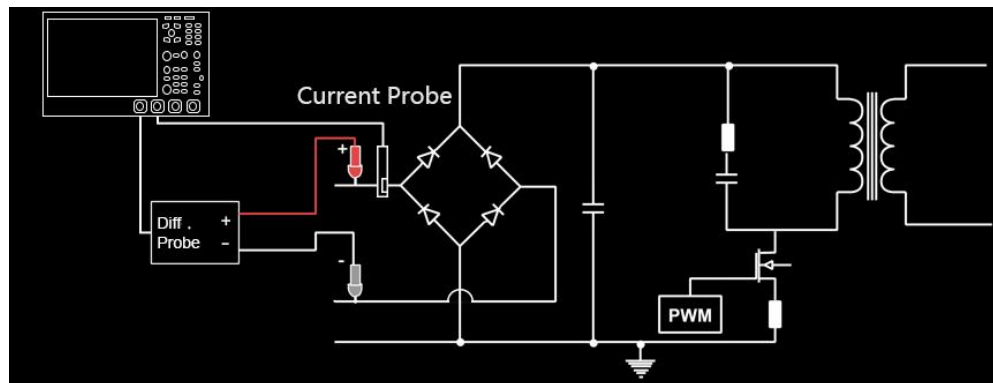 Current Probe
+
Diff . +
Probe −
-
PWM